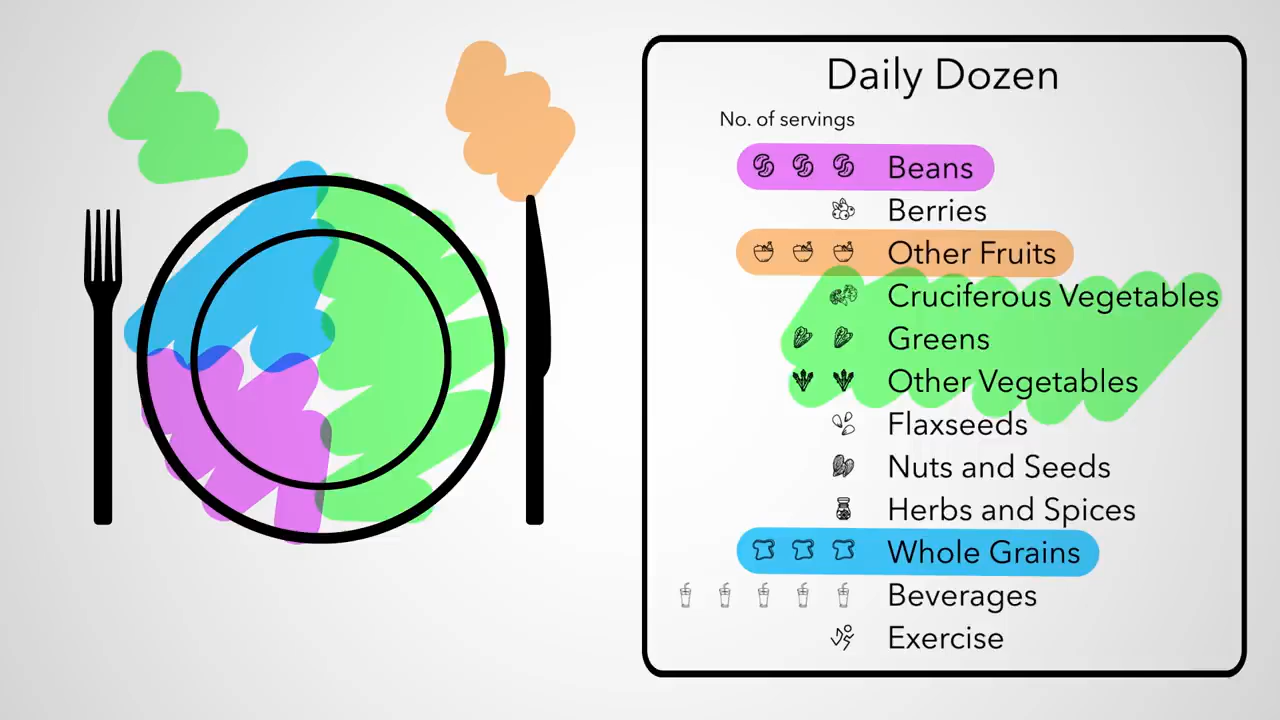 Daily Dozen
No. of servings
Beans
Berries
Other Fruits
Cruciferous Vegetables
Greens
Other Vegetables
Flaxseeds
Nuts and Seeds
Herbs and Spices
Whole Grains
Beverages
Exercise